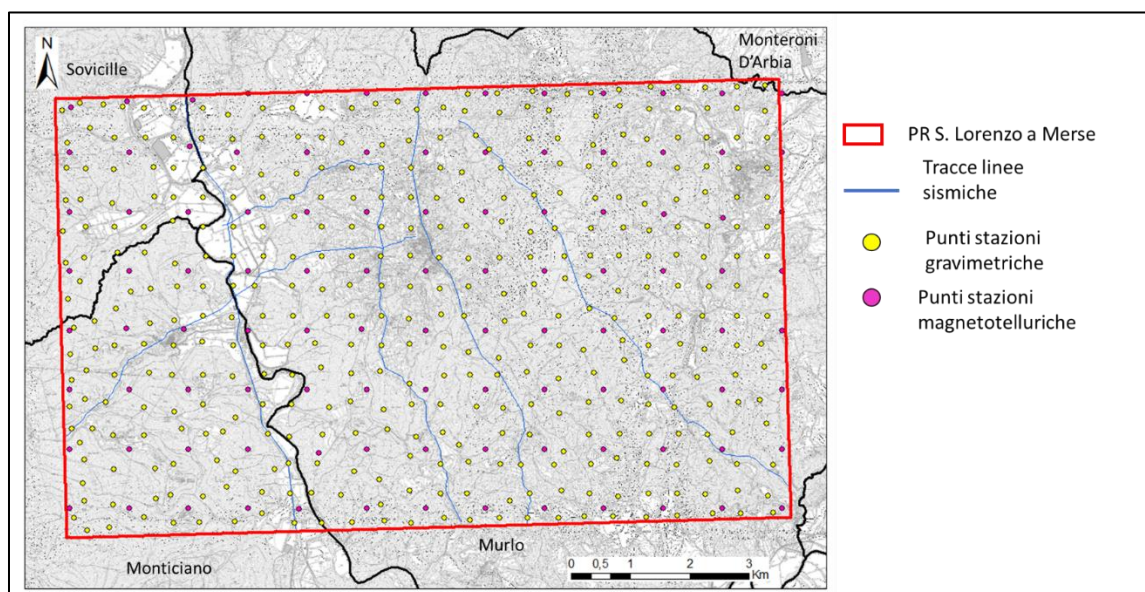 N
Sovicille
Monteroni
D'Arbia
Monticiano
Murlo
0 0,5 1 2 3
Km
PR S. Lorenzo a Merse
Tracce linee
sismiche
Punti stazioni
gravimetriche
Punti stazioni
magnetotelluriche